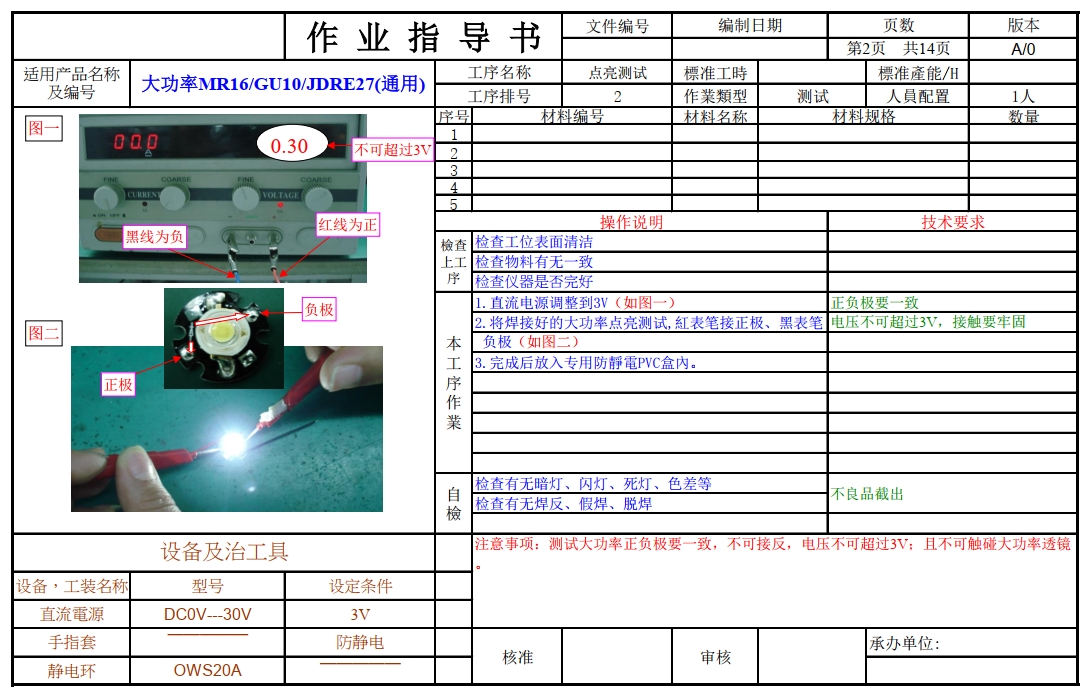 作业指导书
文件编号
编制日期
页数
版本
第2页 共14页
A/0
适用产品名称
及编号
大功率MR16/GU10/JDRE27(通用)
工序名称
点亮测试
標准工時
標准產能/H
工序排号
2
作業類型
测试
人員配置
1人
序号
材料编号
材料名称
材料规格
数量
1
2
3
4
5
图一
00.0
0.30
不可超过3V
FINE
COARSE
FINE
COARSE
CURRENT
VOLTAGE
黑线为负
红线为正
操作说明
技术要求
檢查
上工
序
检查工位表面清洁
检查物料有无一致
检查仪器是否完好
图二
负极
正极
本
工
序
作
業
1.直流电源调整到3V（如图一）
正负极要一致
2.将焊接好的大功率点亮测试,紅表笔接正极、黑表笔
电压不可超过3V，接触要牢固
负极（如图二）
3.完成后放入专用防靜電PVC盒內。
自
檢
检查有无暗灯、闪灯、死灯、色差等
检查有无焊反、假焊、脱焊
不良品截出
设备及治工具
注意事项：测试大功率正负极要一致，不可接反，电压不可超过3V；且不可触碰大功率透镜
。
设备，工装名称
型号
设定条件
直流電源
DC0V---30V
3V
手指套
防静电
静电环
OWS20A
核准
审核
承办单位: